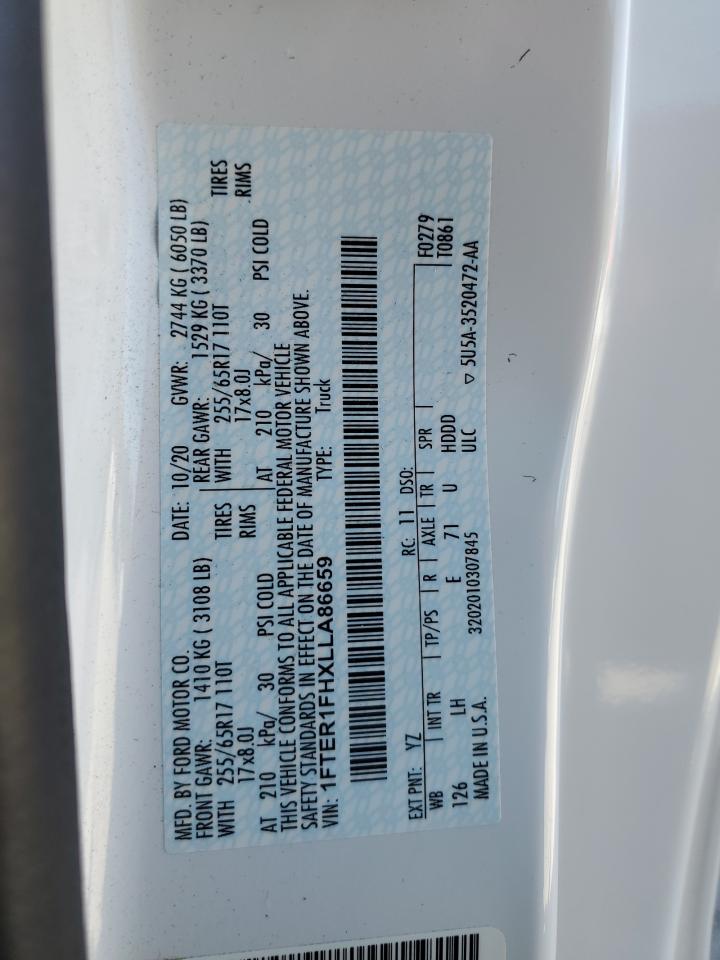 MFD. BY FORD MOTOR CO.
DATE: 10/20 GVWR: 2744 KG ( 6050 LB)
FRONT GAWR: 1410 KG ( 3108 LB)
REAR GAWR: 1529 KG ( 3370 LB)
WITH 255/65R17 110T TIRES
WITH 255/65R17 110T TIRES
17x8.0J RIMS
17x8.0J RIMS
AT 210 kPa/ 30 PSI COLD
AT 210 kPa/ 30 PSI COLD
THIS VEHICLE CONFORMS TO ALL APPLICABLE FEDERAL MOTOR VEHICLE
SAFETY STANDARDS IN EFFECT ON THE DATE OF MANUFACTURE SHOWN ABOVE.
VIN: 1FTER1FHXLLA86659 TYPE: Truck
EXT PNT: YZ RC: 11 DSO: F0279
WB INT TR TP/PS R AXLE TR SPR T0861
126 LH E 71 U HDDD
MADE IN U.S.A. 3202010307845 ULC ▽ 5U5A-3520472-AA